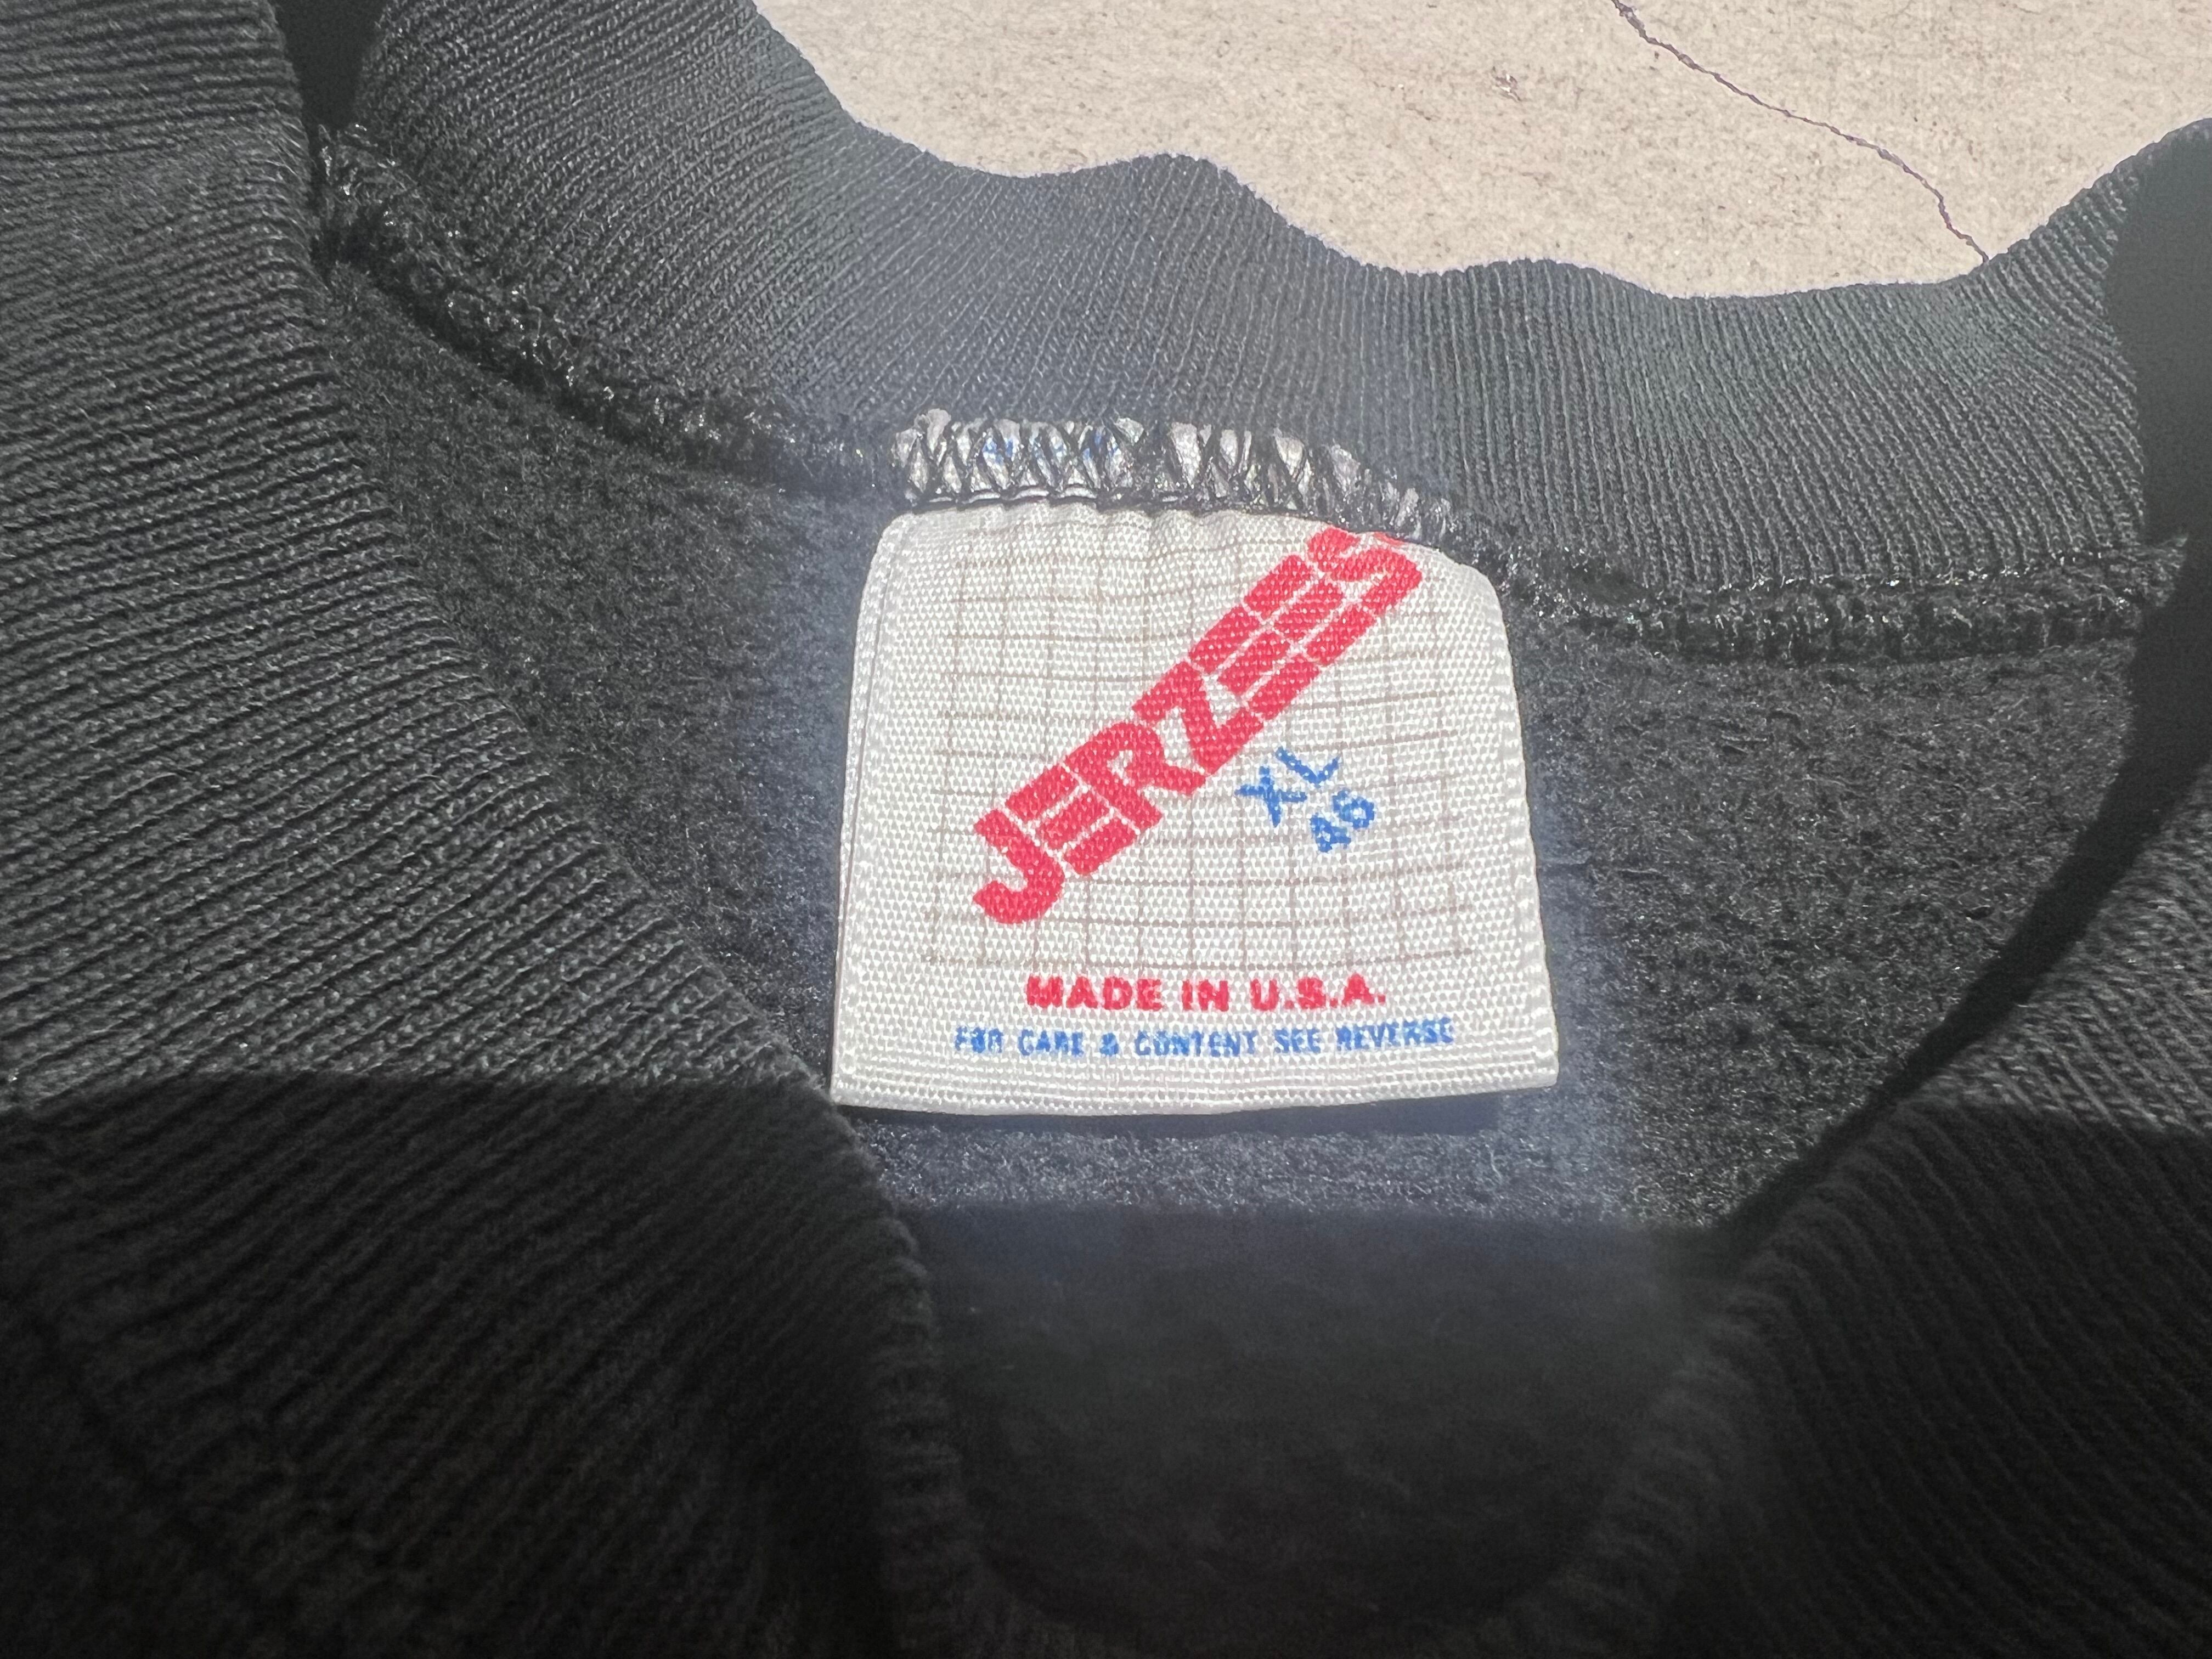 JERZEES
XL
46
MADE IN U.S.A.
FOR CARE & CONTENT SEE REVERSE